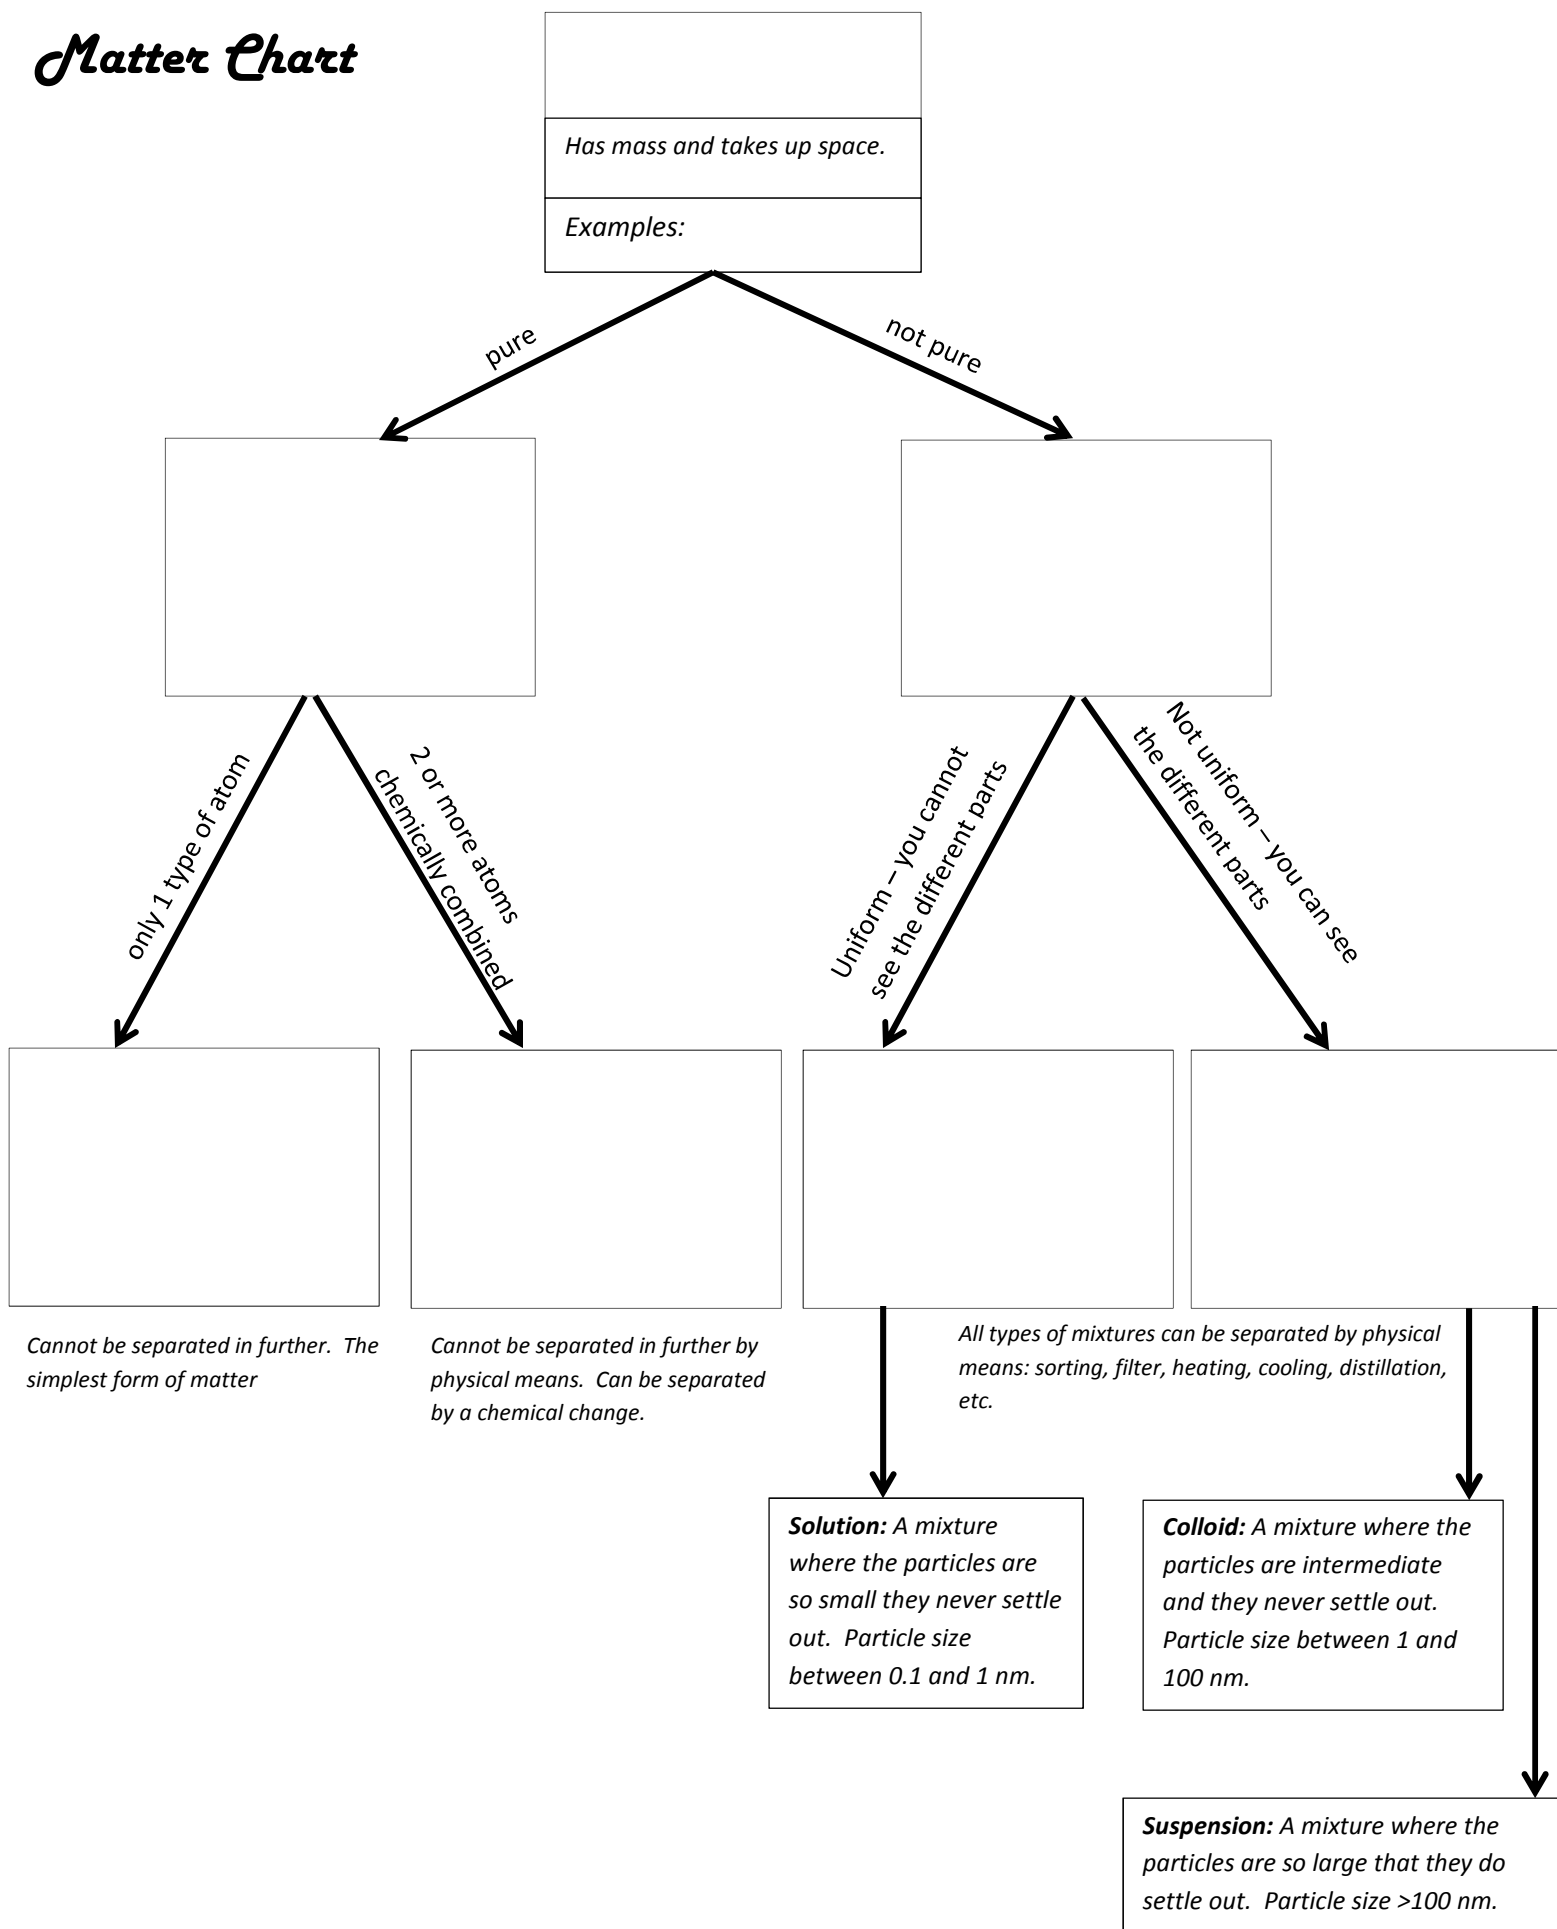 Matter Chart
Has mass and takes up space.
Examples:
pure
not pure
only 1 type of atom
2 or more atoms
chemically combined
Uniform – you cannot
see the different parts
Not uniform – you can see
the different parts
Cannot be separated in further.  The
simplest form of matter
Cannot be separated in further by
physical means.  Can be separated
by a chemical change.
All types of mixtures can be separated by physical
means: sorting, filter, heating, cooling, distillation,
etc.
Solution: A mixture
where the particles are
so small they never settle
out.  Particle size
between 0.1 and 1 nm.
Colloid: A mixture where the
particles are intermediate
and they never settle out.
Particle size between 1 and
100 nm.
Suspension: A mixture where the
particles are so large that they do
settle out.  Particle size >100 nm.